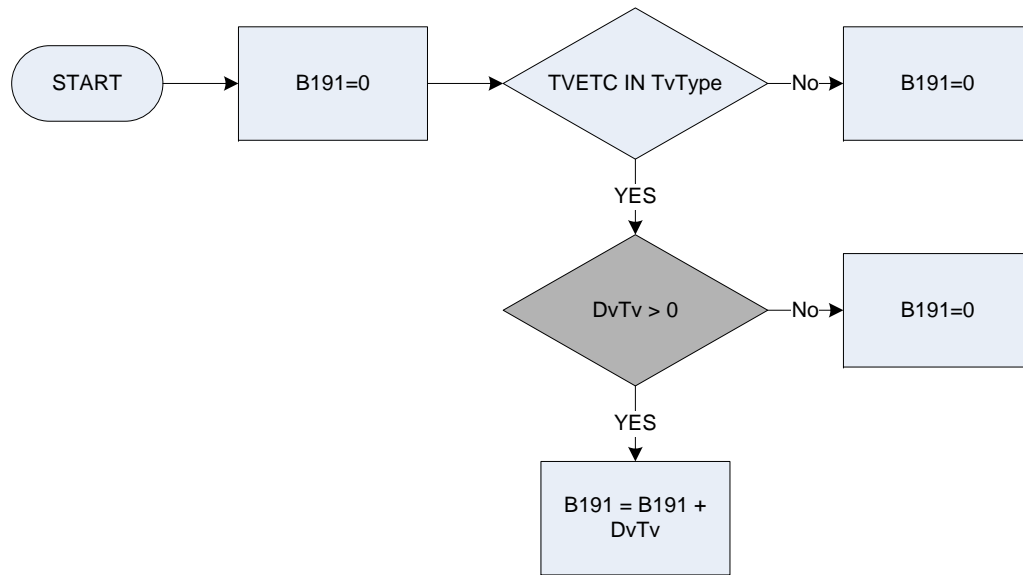 START
B191=0
TVETC IN TvType
No
B191=0
YES
DvTv > 0
No
B191=0
YES
B191 = B191 +
DvTv